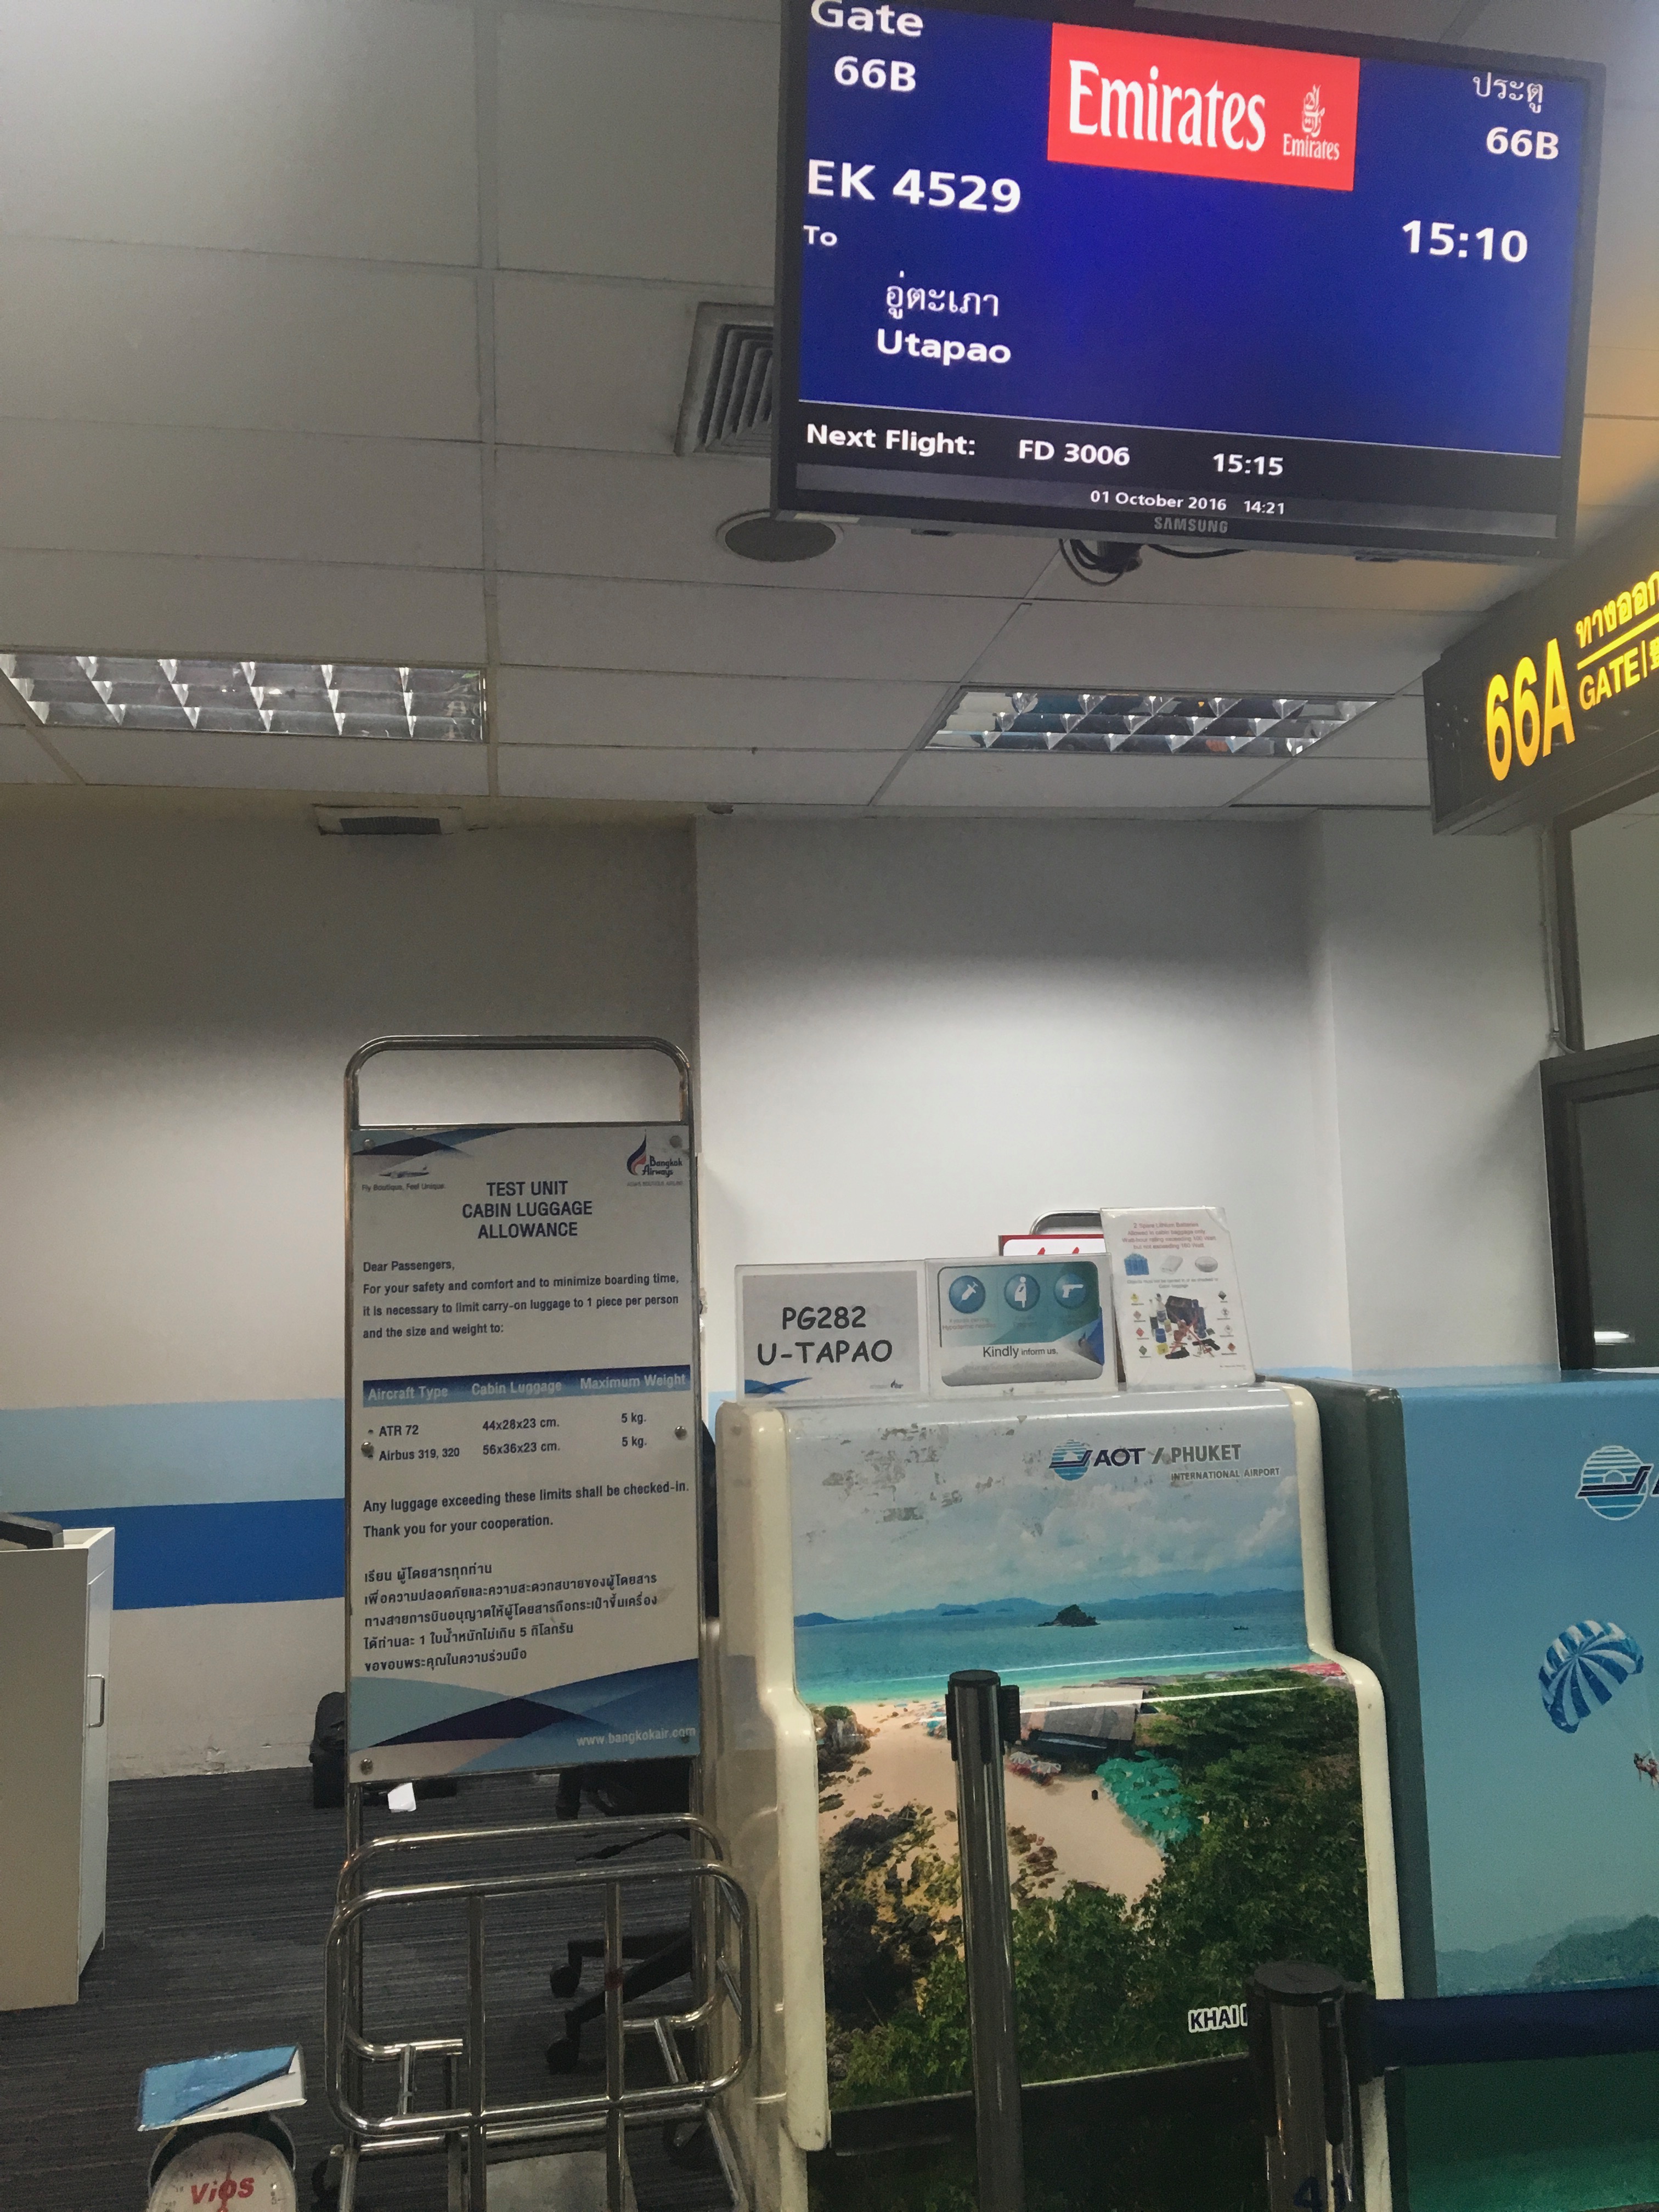 Gate
66B
Emirates
Emirates
ประตู
66B
EK 4529
15:10
To
อู่ตะเภา
Utapao
Next Flight: FD 3006 15:15
01 October 2016 14:21
SAMSUNG
66A
ทางออก
GATE
Fly Boutique, Feel Unique.
Bangkok
Airways
TEST UNIT
CABIN LUGGAGE
ALLOWANCE
Dear Passengers,
For your safety and comfort and to minimize boarding time,
it is necessary to limit carry-on luggage to 1 piece per person
and the size and weight to:
Aircraft Type Cabin Luggage Maximum Weight
• ATR 72 44x28x23 cm. 5 kg.
• Airbus 319, 320 56x36x23 cm. 5 kg.
Any luggage exceeding these limits shall be checked-in.
Thank you for your cooperation.
เรียน ผู้โดยสารทุกท่าน
เพื่อความปลอดภัยและความสะดวกสบายของผู้โดยสาร
ทางสายการบินอนุญาตให้ผู้โดยสารถือกระเป๋าขึ้นเครื่อง
ได้ท่านละ 1 ใบน้ำหนักไม่เกิน 5 กิโลกรัม
ขอขอบพระคุณในความร่วมมือ
www.bangkokair.com
PG282
U-TAPAO
Kindly inform us.
2 Spare Lithium Batteries
AOT PHUKET
INTERNATIONAL AIRPORT
KHAI
Vios